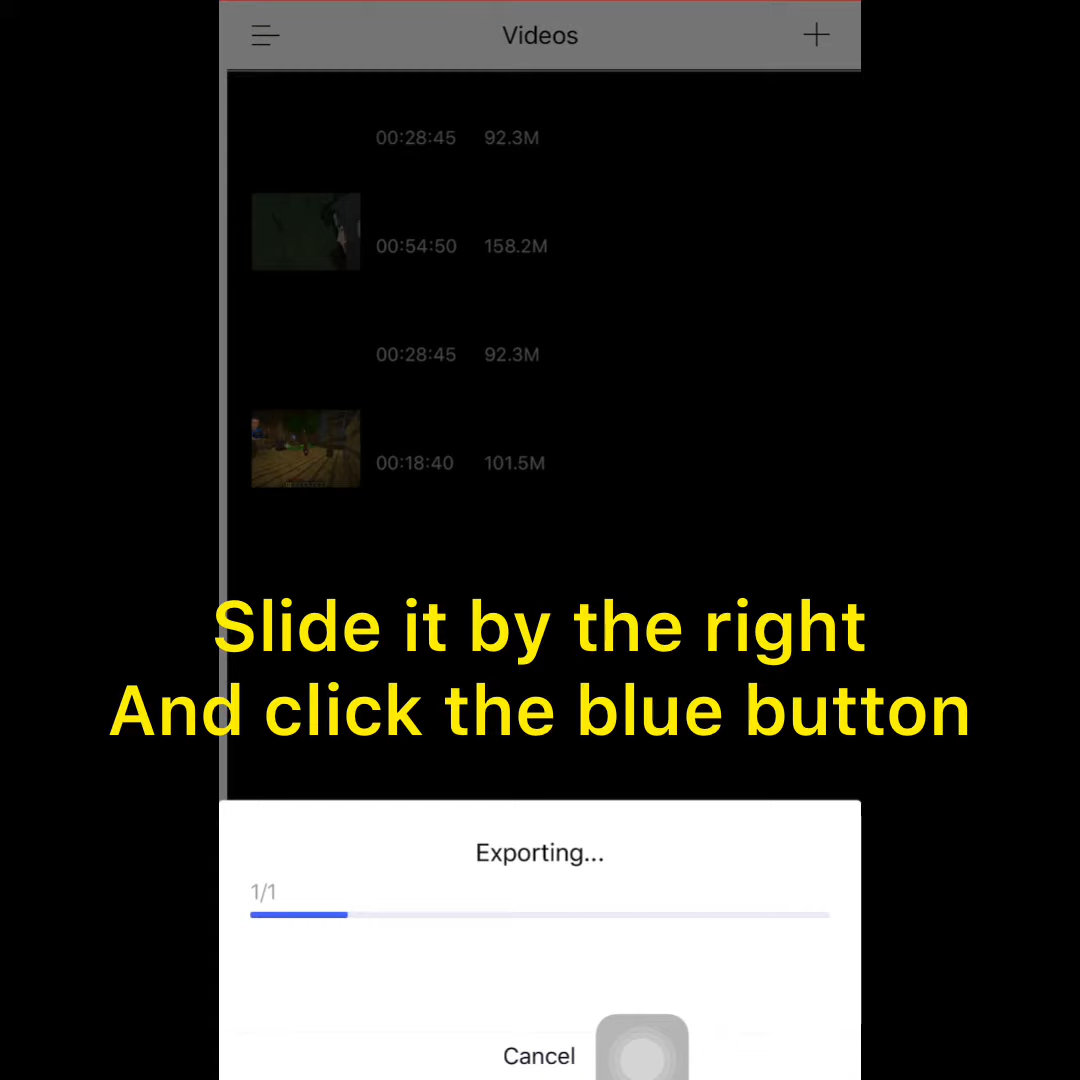 Videos
00:28:45 92.3M
00:54:50 158.2M
00:28:45 92.3M
00:18:40 101.5M
Slide it by the right
And click the blue button
Exporting...
1/1
Cancel